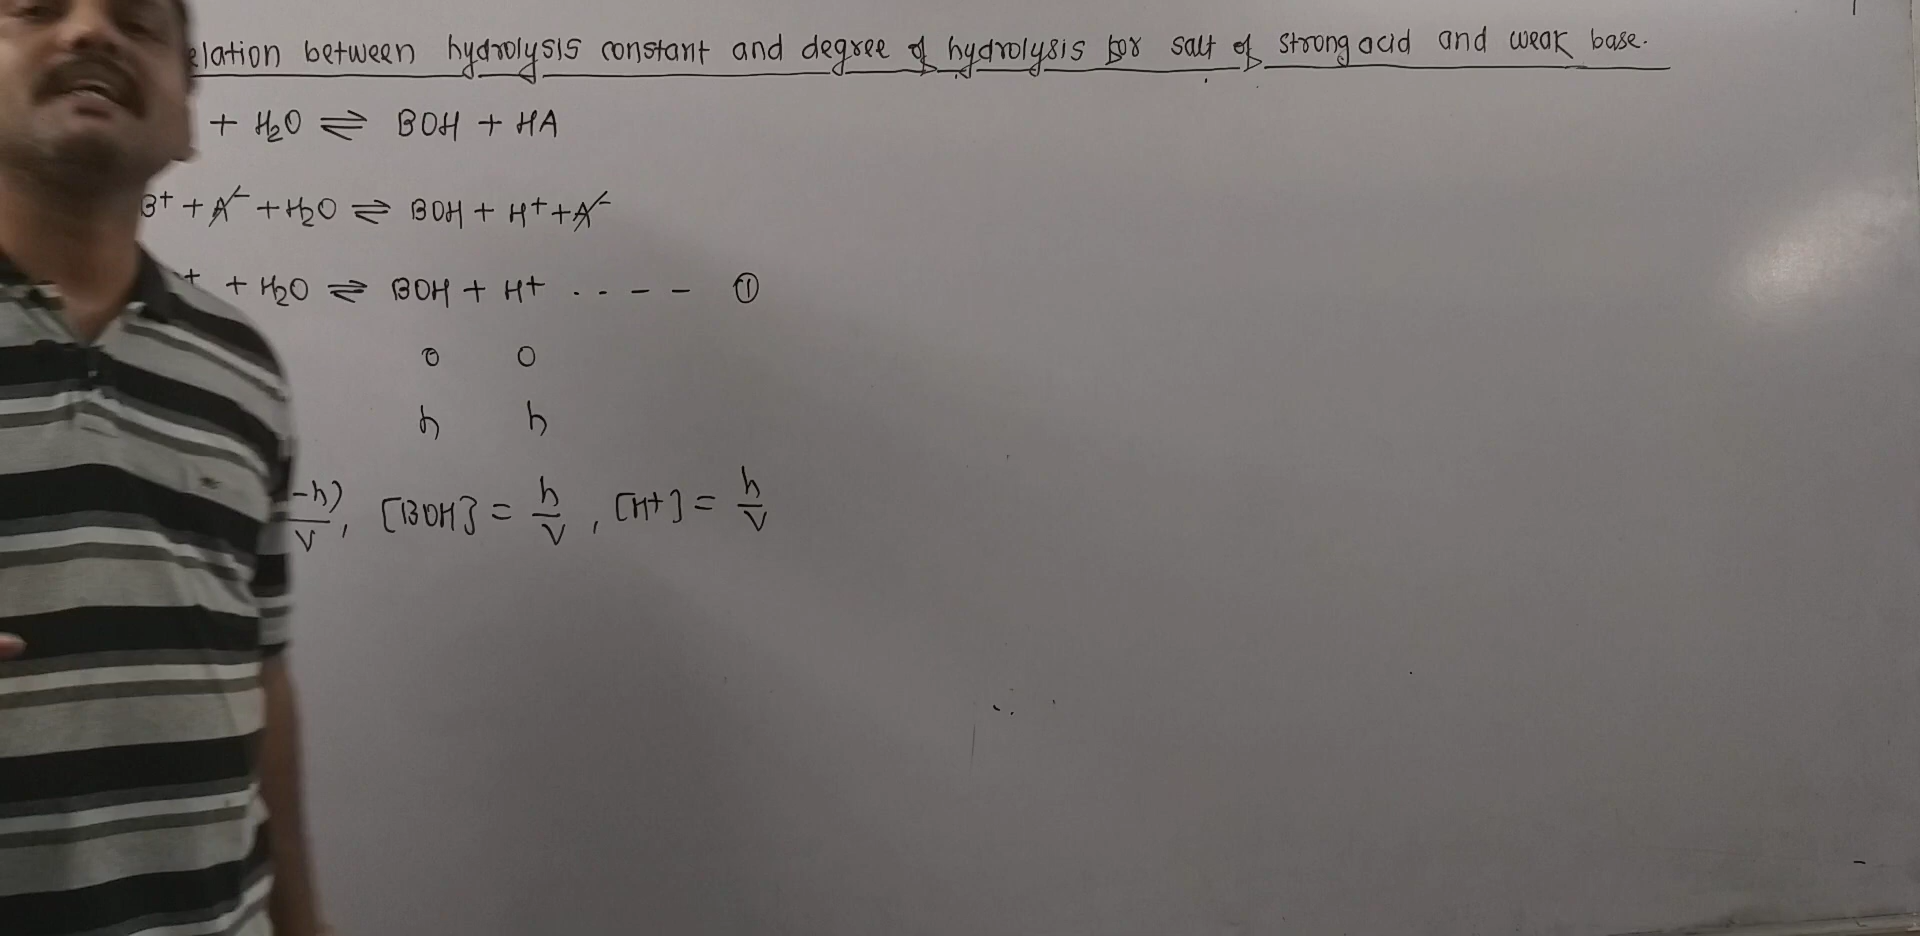 elation between hydrolysis constant and degree of hydrolysis for salt of strong acid and weak base.
+ H₂O ⇌ BOH + HA
B⁺ + A⁻ + H₂O ⇌ BOH + H⁺ + A⁻
⁺ + H₂O ⇌ BOH + H⁺ .. - - - ①
0 0
h h
-h)/V, [BOH] = h/V, [H⁺] = h/V